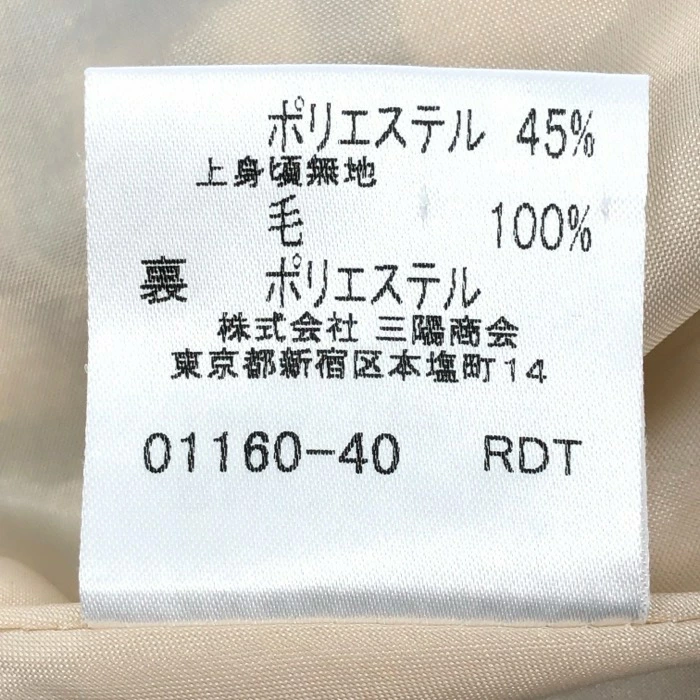 ポリエステル 45%
上身頃無地
毛 100%
裏 ポリエステル
株式会社 三陽商会
東京都新宿区本塩町14
01160-40 RDT